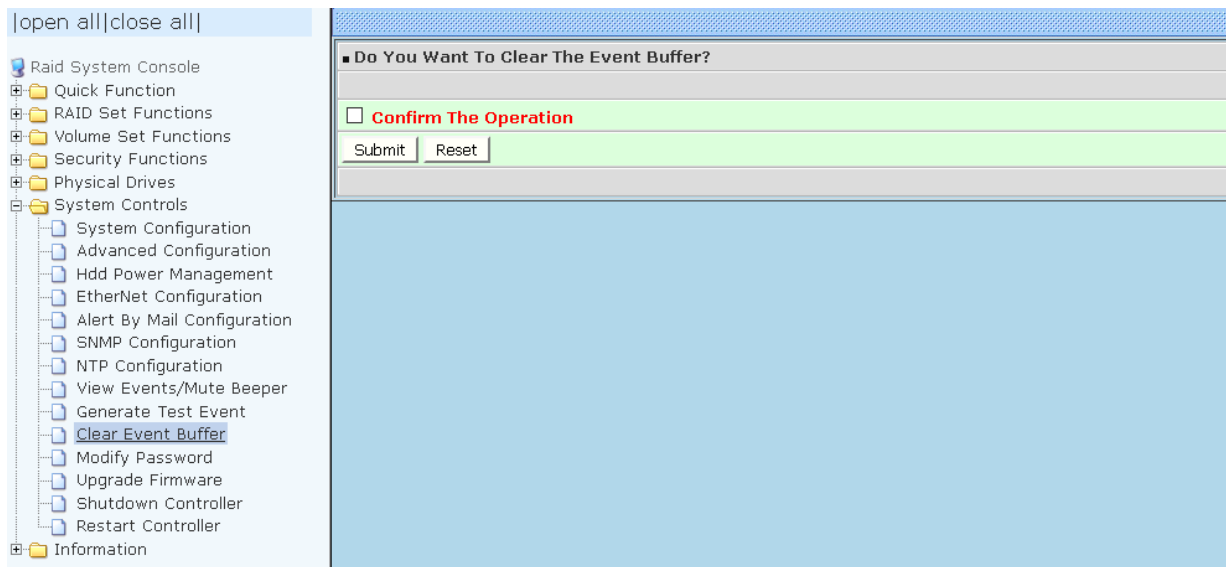 |open all|close all|
Raid System Console
Quick Function
RAID Set Functions
Volume Set Functions
Security Functions
Physical Drives
System Controls
System Configuration
Advanced Configuration
Hdd Power Management
EtherNet Configuration
Alert By Mail Configuration
SNMP Configuration
NTP Configuration
View Events/Mute Beeper
Generate Test Event
Clear Event Buffer
Modify Password
Upgrade Firmware
Shutdown Controller
Restart Controller
Information
Do You Want To Clear The Event Buffer?
Confirm The Operation
Submit Reset